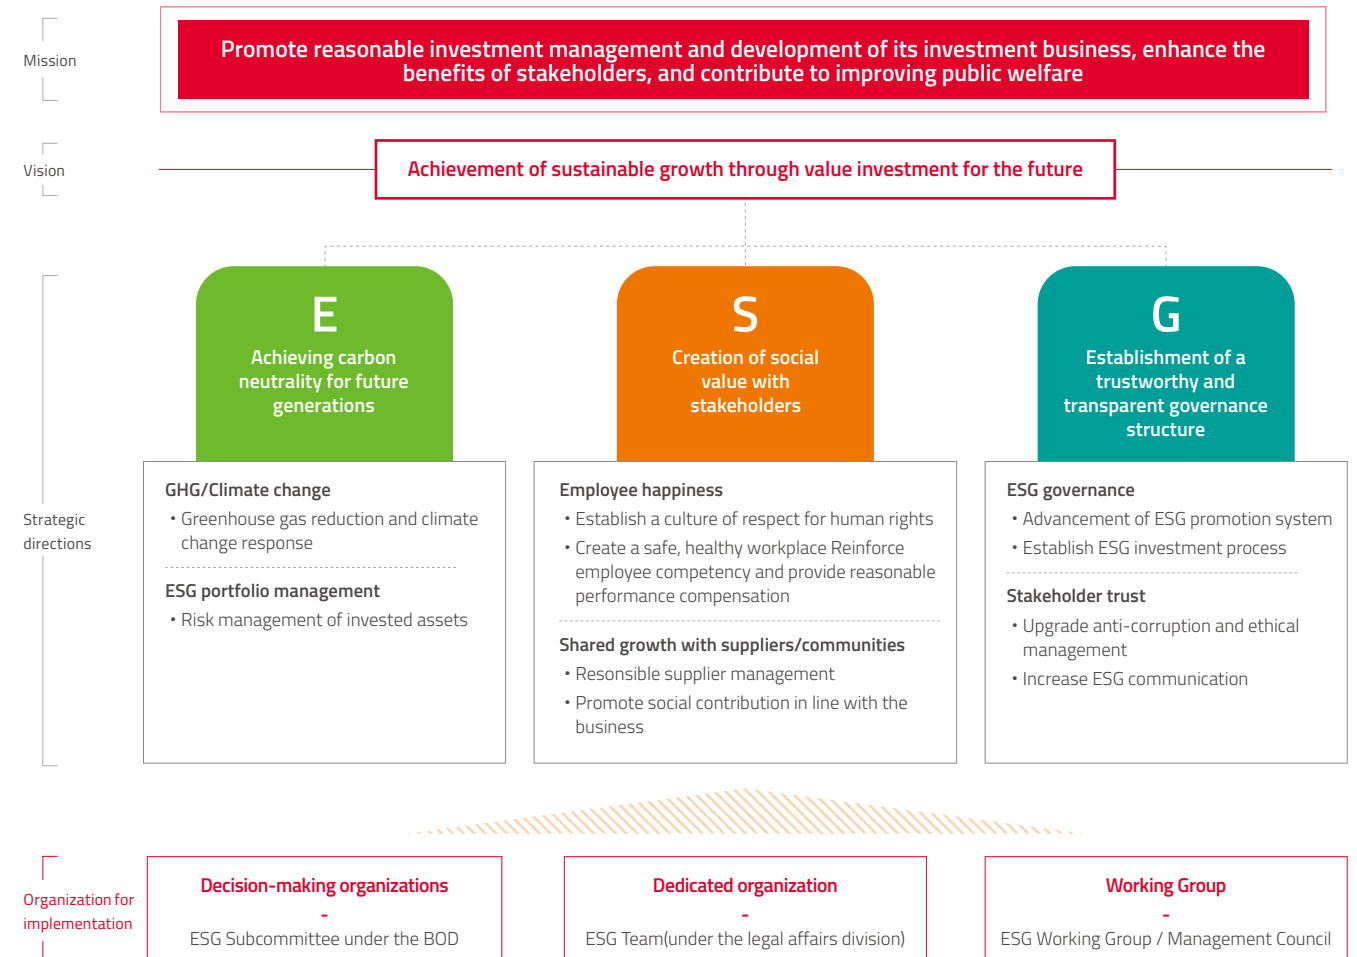 Mission
Promote reasonable investment management and development of its investment business, enhance the
benefits of stakeholders, and contribute to improving public welfare
Vision
Achievement of sustainable growth through value investment for the future
Strategic
directions
E
Achieving carbon
neutrality for future
generations
GHG/Climate change
• Greenhouse gas reduction and climate
change response
ESG portfolio management
• Risk management of invested assets
S
Creation of social
value with
stakeholders
Employee happiness
• Establish a culture of respect for human rights
• Create a safe, healthy workplace Reinforce
employee competency and provide reasonable
performance compensation
Shared growth with suppliers/communities
• Resonsible supplier management
• Promote social contribution in line with the
business
G
Establishment of a
trustworthy and
transparent governance
structure
ESG governance
• Advancement of ESG promotion system
• Establish ESG investment process
Stakeholder trust
• Upgrade anti-corruption and ethical
management
• Increase ESG communication
Organization for
implementation
Decision-making organizations
-
ESG Subcommittee under the BOD
Dedicated organization
-
ESG Team(under the legal affairs division)
Working Group
-
ESG Working Group / Management Council